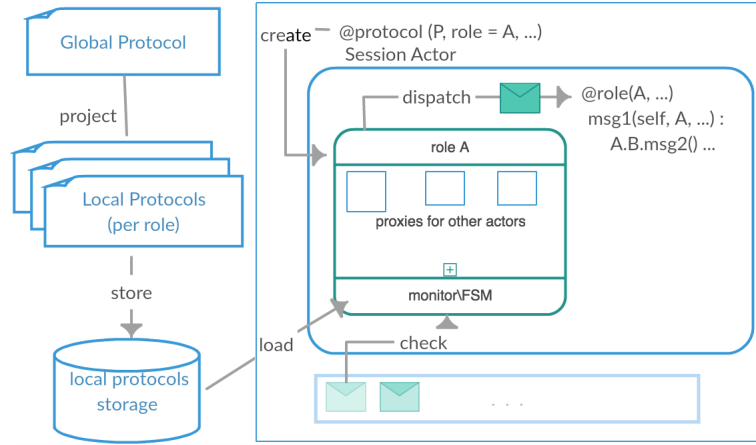 Global Protocol
project
Local Protocols
(per role)
store
local protocols
storage
load
create
@protocol (P, role = A, ...)
Session Actor
dispatch
@role(A, ...)
msg1(self, A, ...) :
A.B.msg2() ...
role A
proxies for other actors
+
monitor\FSM
check
. . .